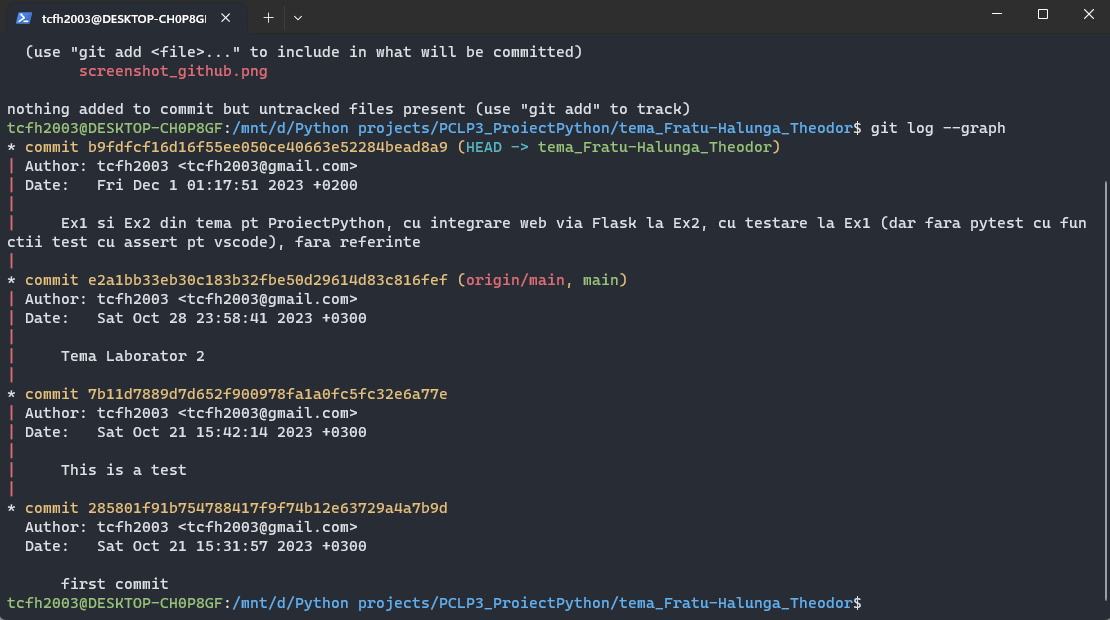 tcfh2003@DESKTOP-CH0P8GI
(use "git add <file>..." to include in what will be committed)
screenshot_github.png
nothing added to commit but untracked files present (use "git add" to track)
tcfh2003@DESKTOP-CH0P8GF:/mnt/d/Python projects/PCLP3_ProiectPython/tema_Fratu-Halunga_Theodor$ git log --graph
* commit b9fdfcf16d16f55ee050ce40663e52284bead8a9 (HEAD -> tema_Fratu-Halunga_Theodor)
| Author: tcfh2003 <tcfh2003@gmail.com>
| Date:   Fri Dec 1 01:17:51 2023 +0200
|
|     Ex1 si Ex2 din tema pt ProiectPython, cu integrare web via Flask la Ex2, cu testare la Ex1 (dar fara pytest cu fun
ctii test cu assert pt vscode), fara referinte
|
* commit e2a1bb33eb30c183b32fbe50d29614d83c816fef (origin/main, main)
| Author: tcfh2003 <tcfh2003@gmail.com>
| Date:   Sat Oct 28 23:58:41 2023 +0300
|
|     Tema Laborator 2
|
* commit 7b11d7889d7d652f900978fa1a0fc5fc32e6a77e
| Author: tcfh2003 <tcfh2003@gmail.com>
| Date:   Sat Oct 21 15:42:14 2023 +0300
|
|     This is a test
|
* commit 285801f91b754788417f9f74b12e63729a4a7b9d
Author: tcfh2003 <tcfh2003@gmail.com>
Date:   Sat Oct 21 15:31:57 2023 +0300
first commit
tcfh2003@DESKTOP-CH0P8GF:/mnt/d/Python projects/PCLP3_ProiectPython/tema_Fratu-Halunga_Theodor$